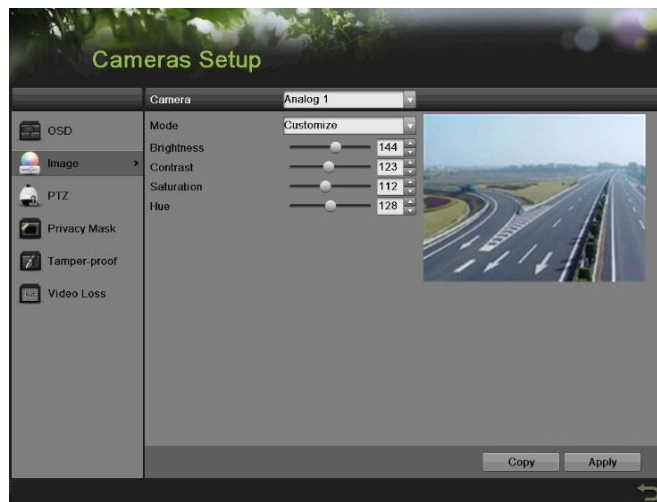 Cameras Setup
Camera Analog 1
OSD
Image
PTZ
Privacy Mask
Tamper-proof
Video Loss
Mode Customize
Brightness 144
Contrast 123
Saturation 112
Hue 128
Copy Apply